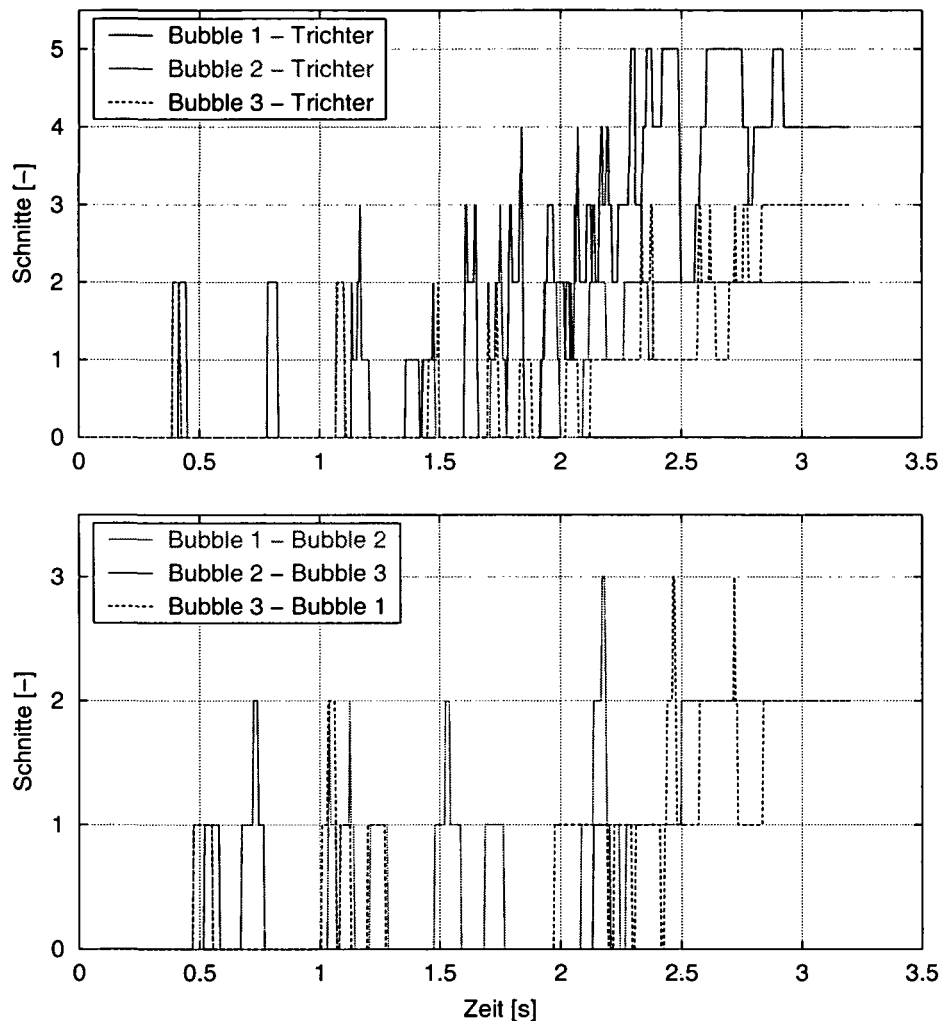 5
4
3
2
1
0
Schnitte [–]
Bubble 1 – Trichter
Bubble 2 – Trichter
Bubble 3 – Trichter
0 0.5 1 1.5 2 2.5 3 3.5
3
2
1
0
Schnitte [–]
Bubble 1 – Bubble 2
Bubble 2 – Bubble 3
Bubble 3 – Bubble 1
0 0.5 1 1.5 2 2.5 3 3.5
Zeit [s]